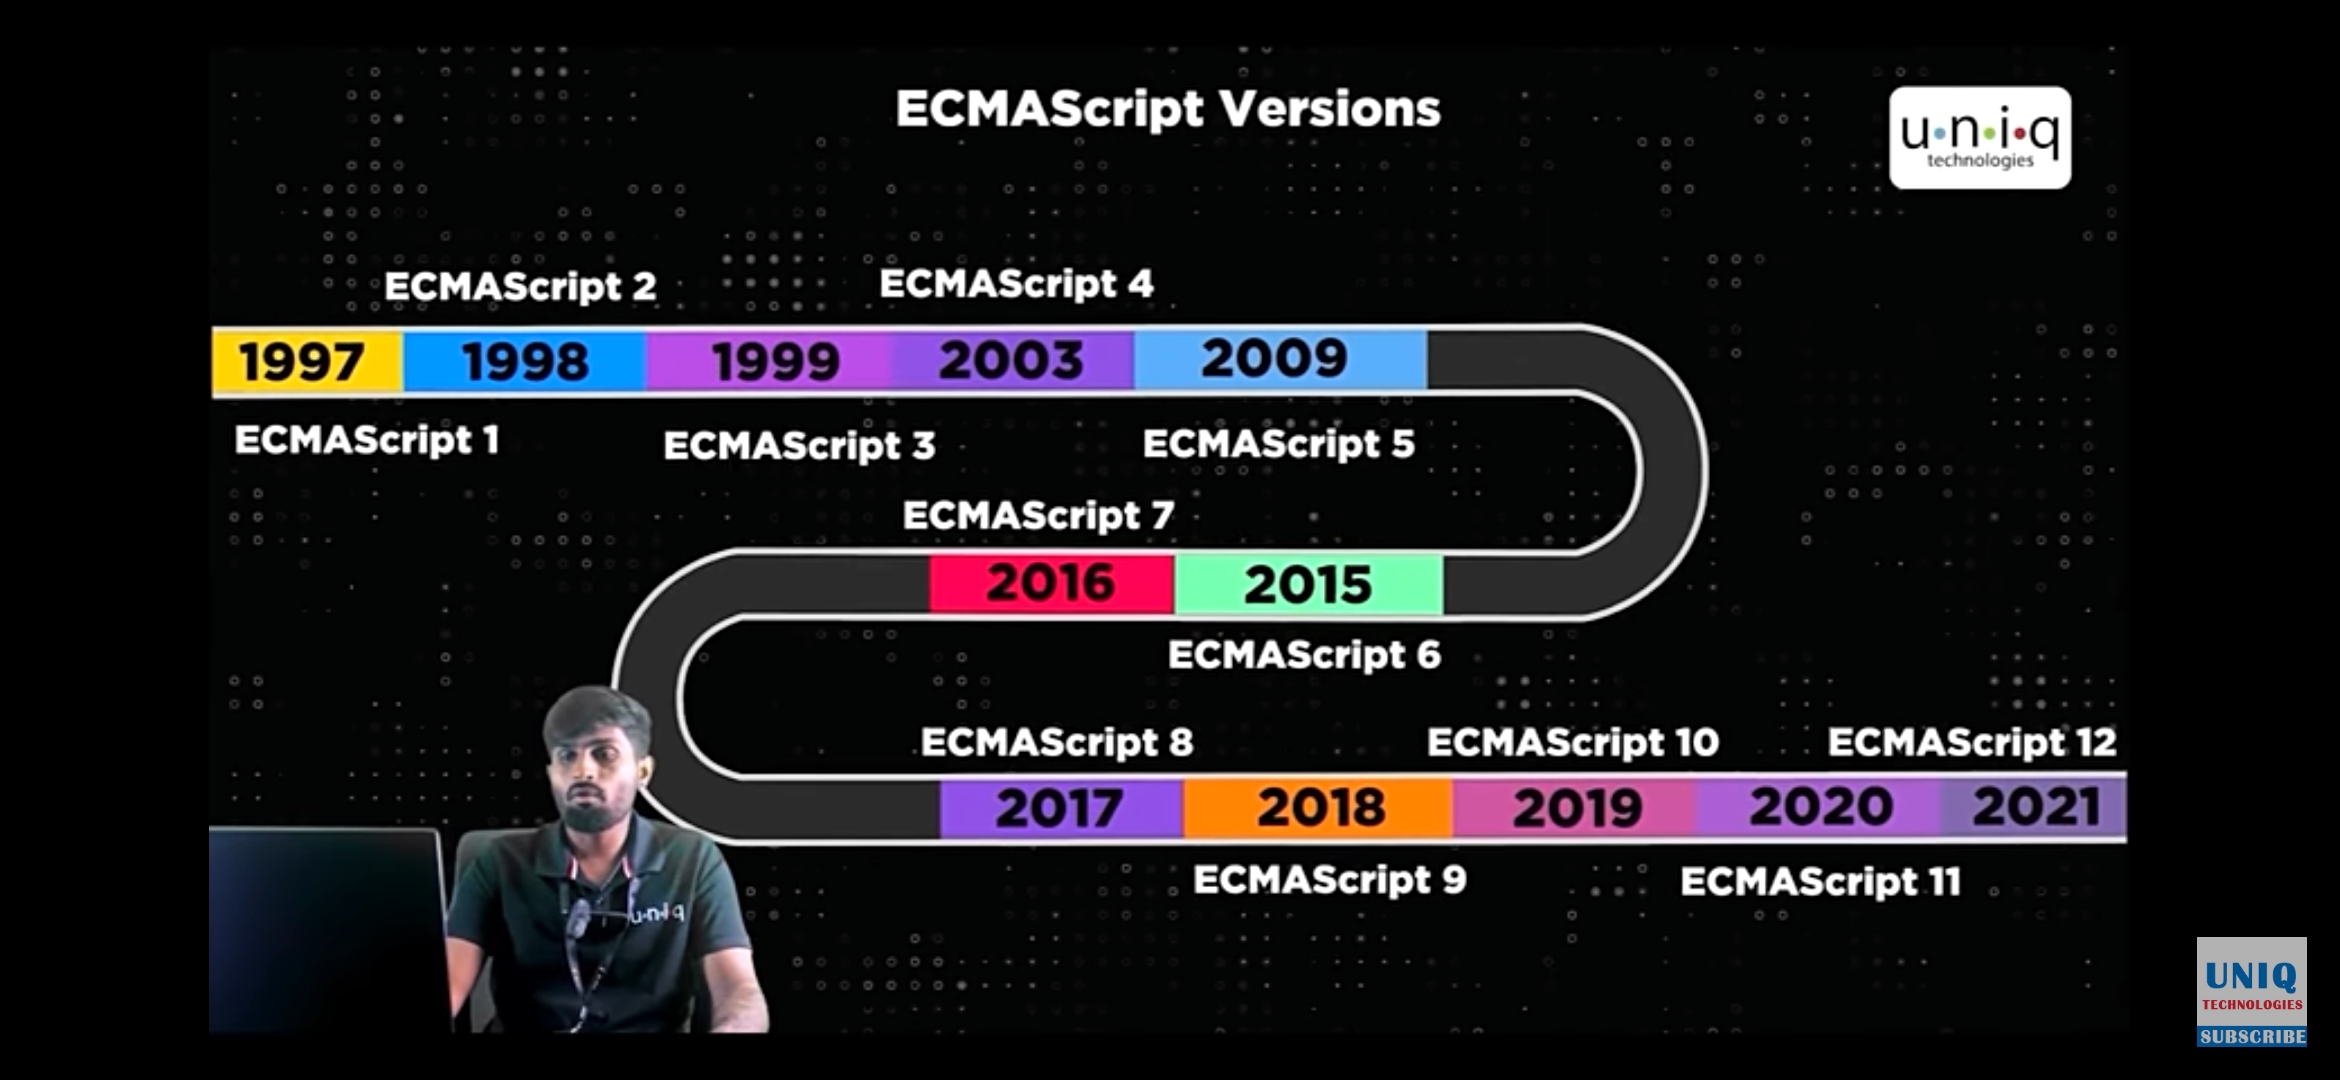 ECMAScript Versions
u·n·i·q
technologies
ECMAScript 2
ECMAScript 4
1997
1998
1999
2003
2009
ECMAScript 1
ECMAScript 3
ECMAScript 5
ECMAScript 7
2016
2015
ECMAScript 6
ECMAScript 8
ECMAScript 10
ECMAScript 12
2017
2018
2019
2020
2021
ECMAScript 9
ECMAScript 11
u·n·i·q
UNIQ
TECHNOLOGIES
SUBSCRIBE